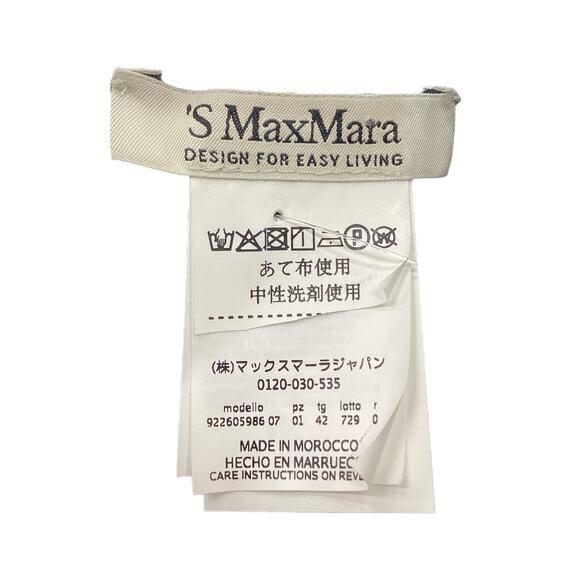 'S MaxMara
DESIGN FOR EASY LIVING
あて布使用
中性洗剤使用
(株)マックスマーラジャパン
0120-030-535
modello pz tg lotto r
922605986 07 01 42 729 0
MADE IN MOROCCO
HECHO EN
CARE INSTRUCTIONS ON